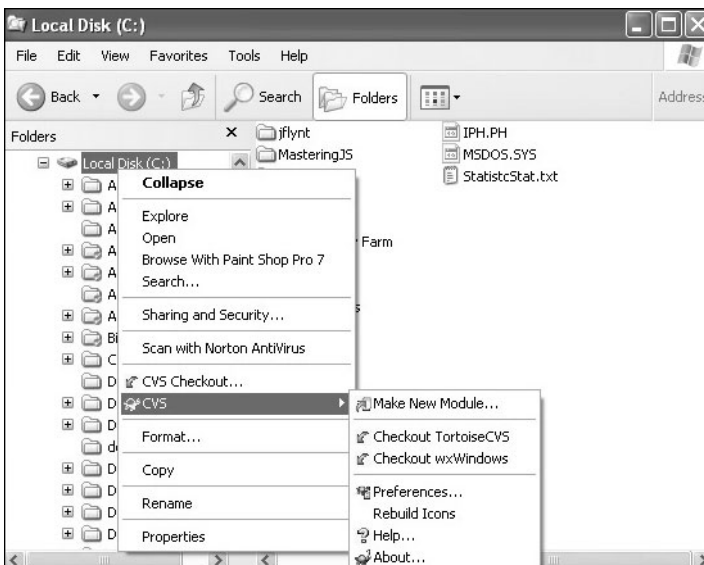 Local Disk (C:)
File Edit View Favorites Tools Help
Back Search Folders Address
Folders
Local Disk (C:)
A
A
A
A
A
A
A
Bi
C
D
D
D
d
D
D
D
D
jflynt
MasteringJS
Farm
s
IPH.PH
MSDOS.SYS
StatistcStat.txt
Collapse
Explore
Open
Browse With Paint Shop Pro 7
Search...
Sharing and Security...
Scan with Norton AntiVirus
CVS Checkout...
CVS
Format...
Copy
Rename
Properties
Make New Module...
Checkout TortoiseCVS
Checkout wxWindows
Preferences...
Rebuild Icons
Help...
About...